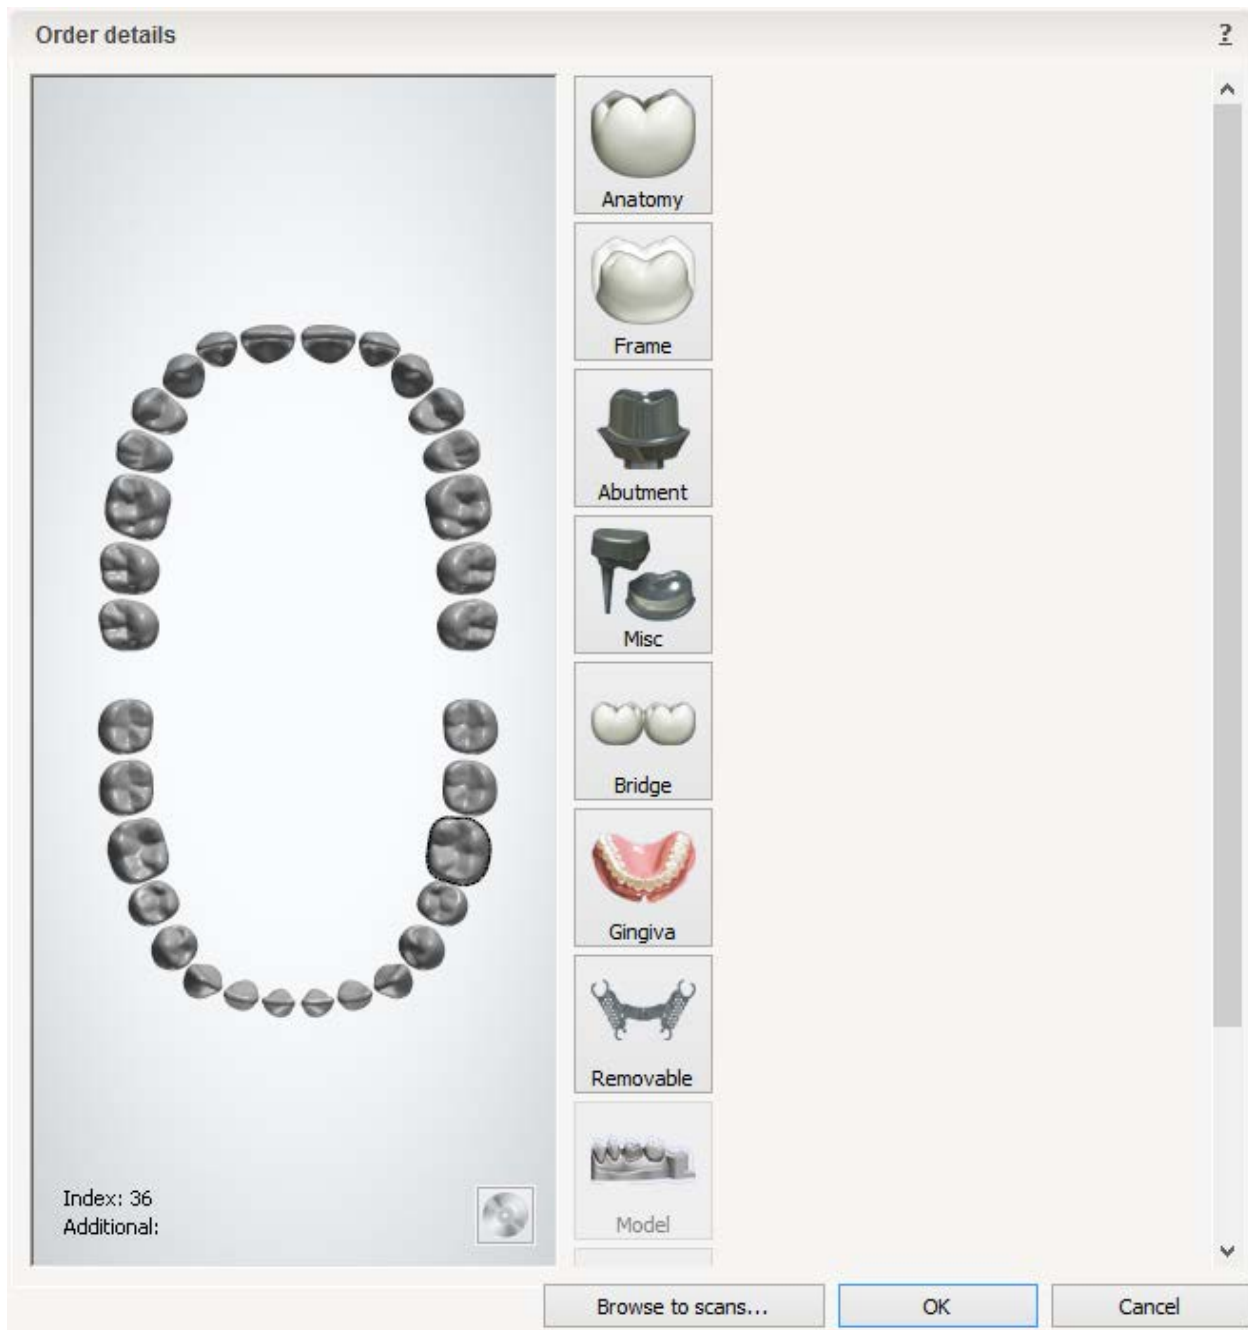 Order details
?
Anatomy
Frame
Abutment
Misc
Bridge
Gingiva
Removable
Model
Index: 36
Additional:
Browse to scans...
OK
Cancel